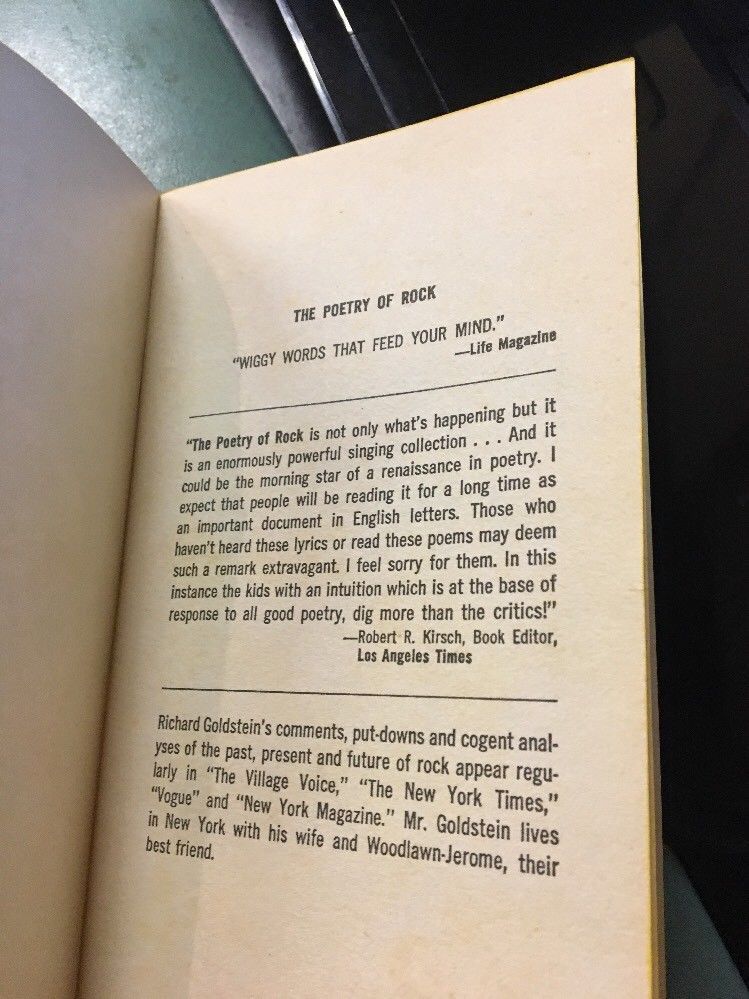 THE POETRY OF ROCK
"WIGGY WORDS THAT FEED YOUR MIND."
—Life Magazine
"The Poetry of Rock is not only what's happening but it
is an enormously powerful singing collection . . . And it
could be the morning star of a renaissance in poetry. I
expect that people will be reading it for a long time as
an important document in English letters. Those who
haven't heard these lyrics or read these poems may deem
such a remark extravagant. I feel sorry for them. In this
instance the kids with an intuition which is at the base of
response to all good poetry, dig more than the critics!"
—Robert R. Kirsch, Book Editor,
Los Angeles Times
Richard Goldstein's comments, put-downs and cogent anal-
yses of the past, present and future of rock appear regu-
larly in "The Village Voice," "The New York Times,"
"Vogue" and "New York Magazine." Mr. Goldstein lives
in New York with his wife and Woodlawn-Jerome, their
best friend.